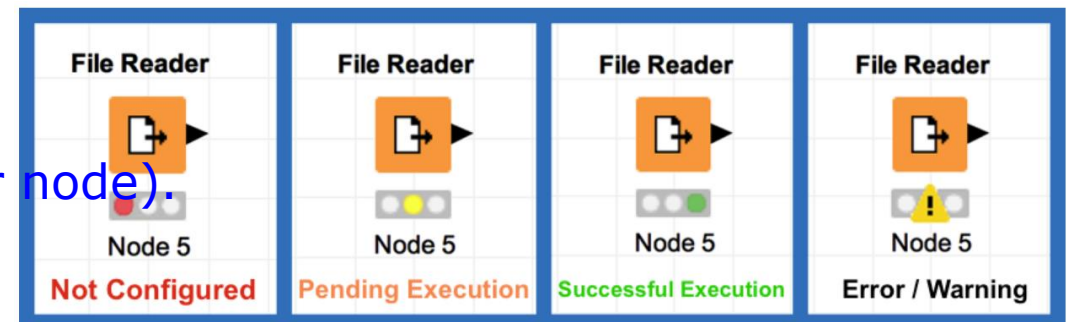 File Reader File Reader File Reader File Reader
r node).
Node 5 Node 5 Node 5 Node 5
Not Configured Pending Execution Successful Execution Error / Warning